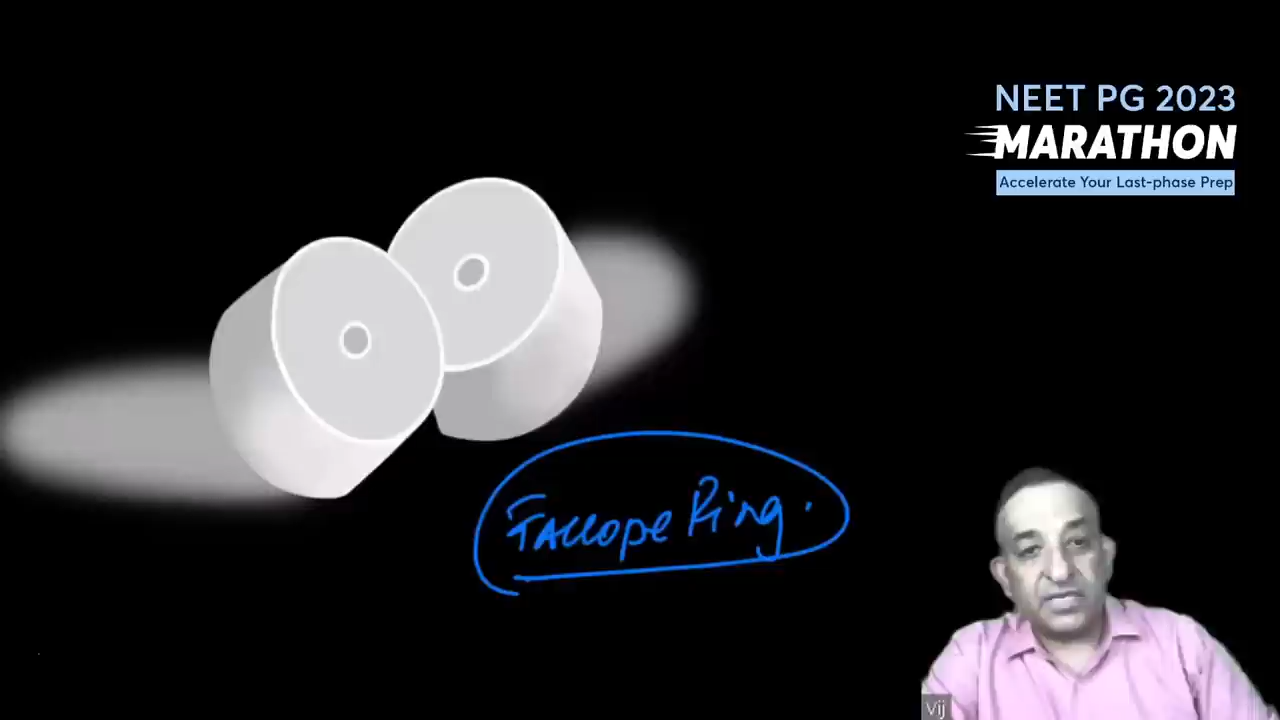 NEET PG 2023
MARATHON
Accelerate Your Last-phase Prep
Fallope Ring.
Vij